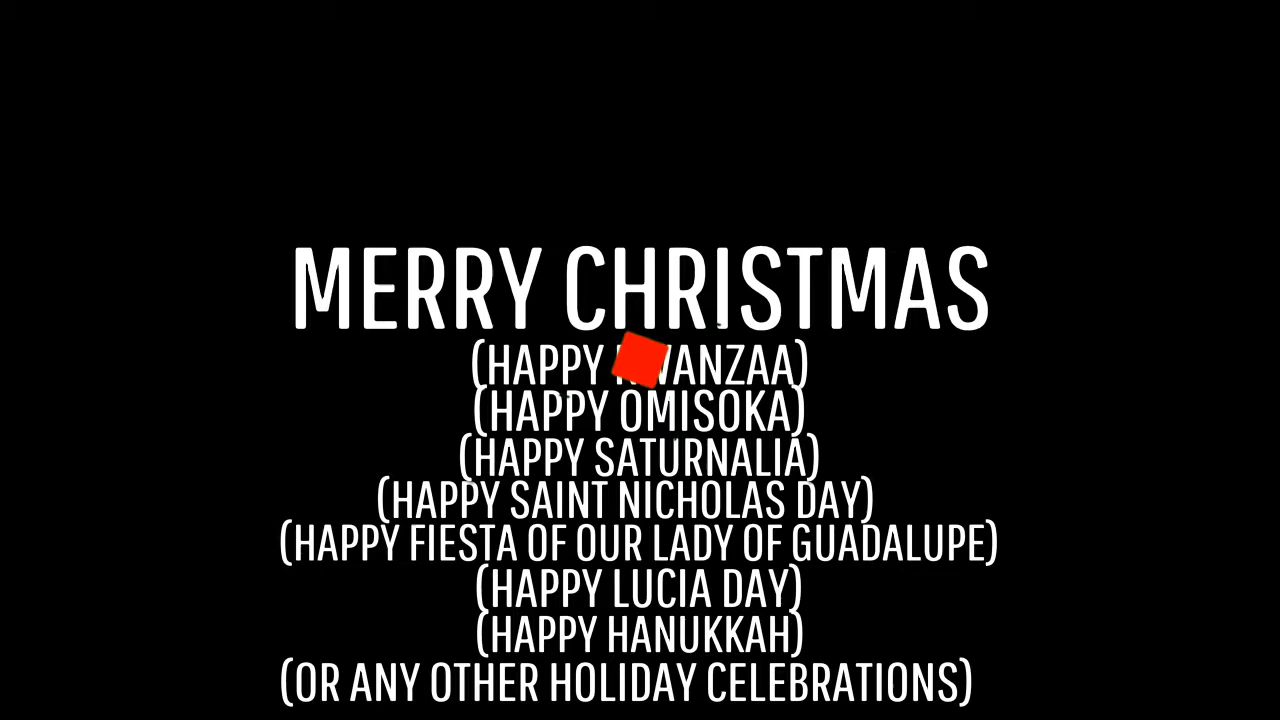 MERRY CHRISTMAS
(HAPPY KWANZAA)
(HAPPY OMISOKA)
(HAPPY SATURNALIA)
(HAPPY SAINT NICHOLAS DAY)
(HAPPY FIESTA OF OUR LADY OF GUADALUPE)
(HAPPY LUCIA DAY)
(HAPPY HANUKKAH)
(OR ANY OTHER HOLIDAY CELEBRATIONS)